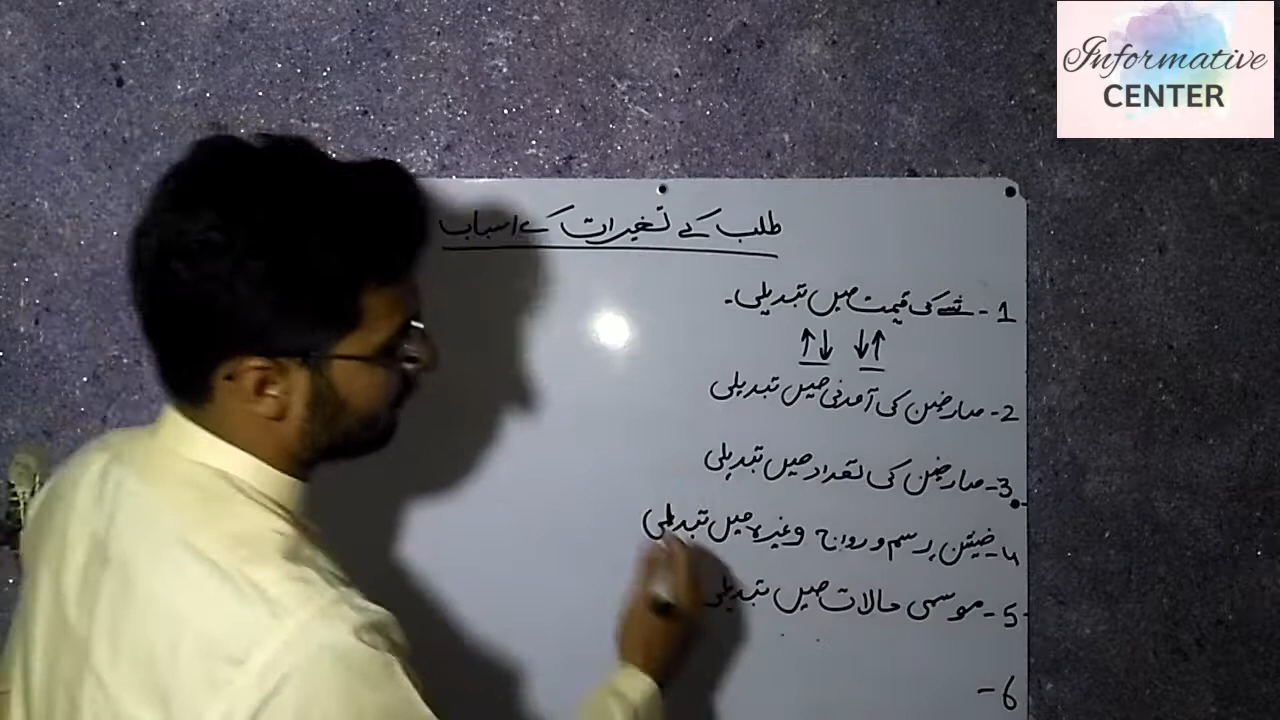 Informative
CENTER
طلب کے تغیرات کے اسباب
1- شے کی قیمت میں تبدیلی۔
↑↓ ↓↑
2- صارفین کی آمدنی میں تبدیلی
3- صارفین کی تعداد میں تبدیلی
4- فیشن، رسم و رواج وغیرہ میں تبدیلی
5- موسمی حالات میں تبدیلی
6-